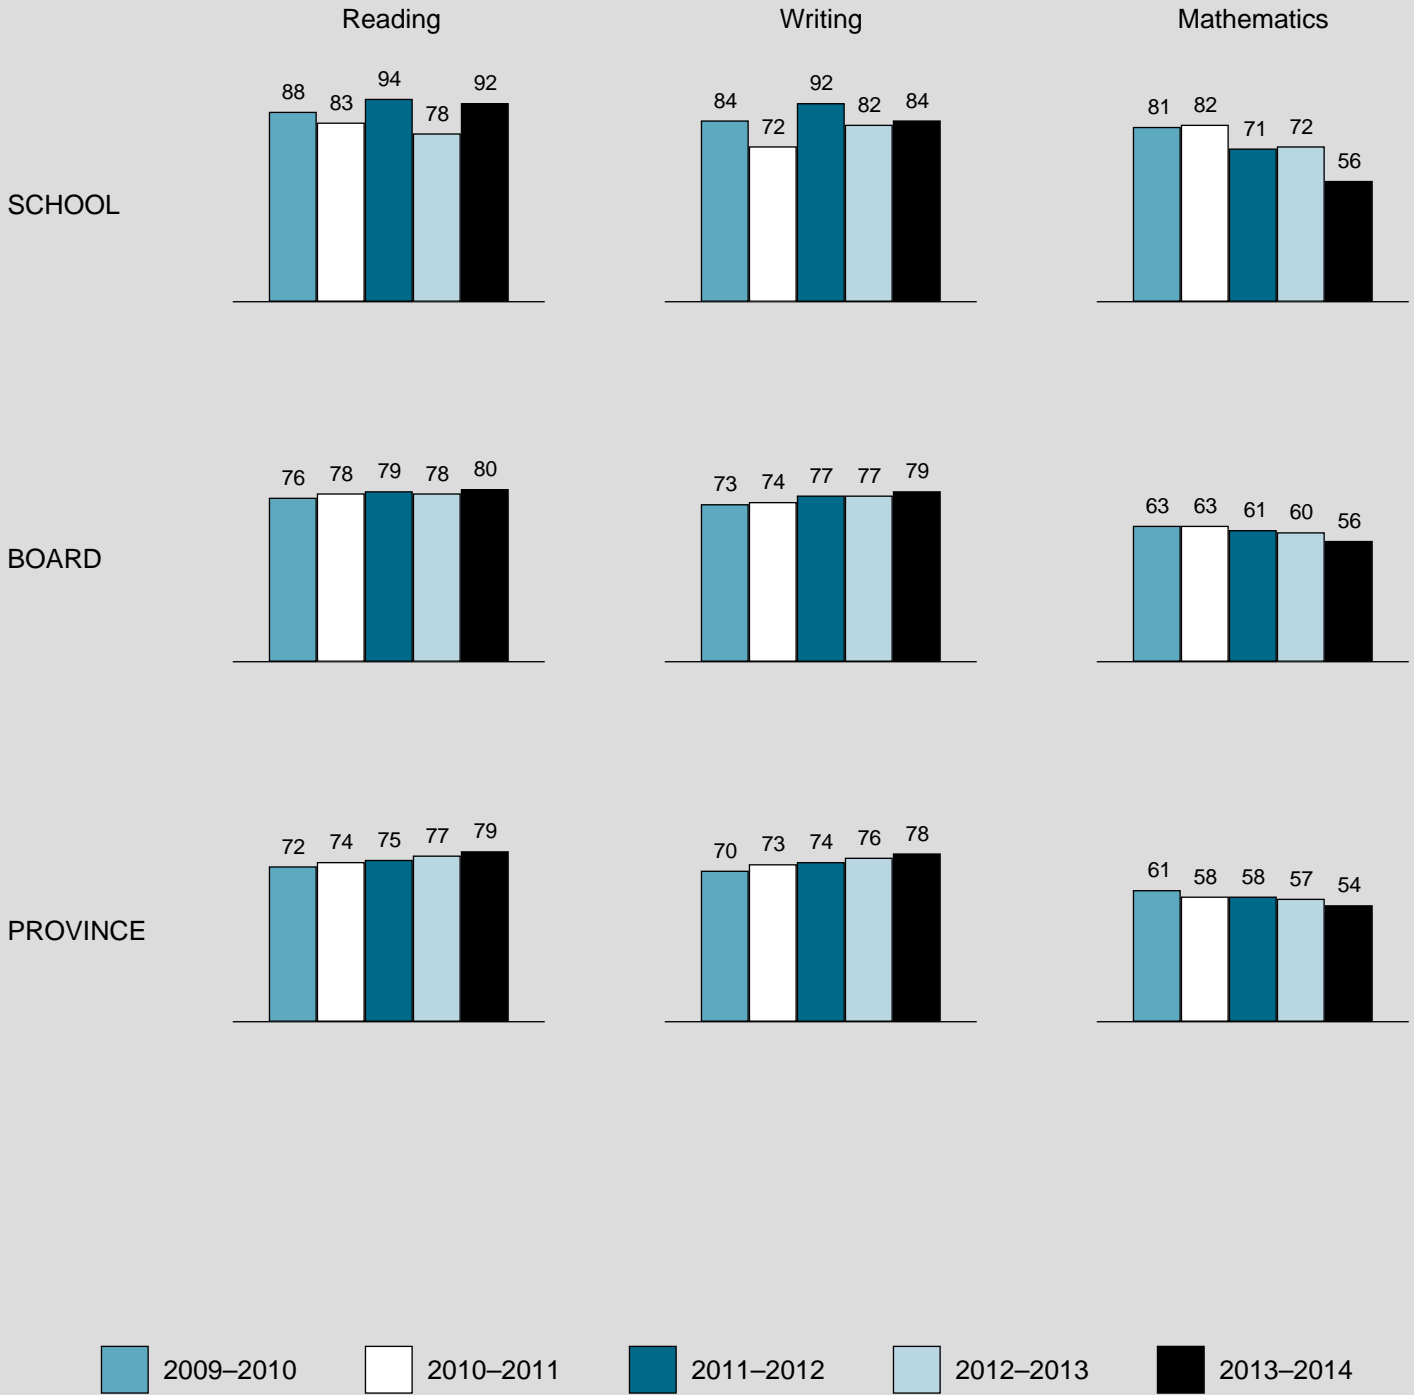 Reading Writing Mathematics
SCHOOL
88 83 94 78 92
84 72 92 82 84
81 82 71 72 56
BOARD
76 78 79 78 80
73 74 77 77 79
63 63 61 60 56
PROVINCE
72 74 75 77 79
70 73 74 76 78
61 58 58 57 54
2009–2010 2010–2011 2011–2012 2012–2013 2013–2014